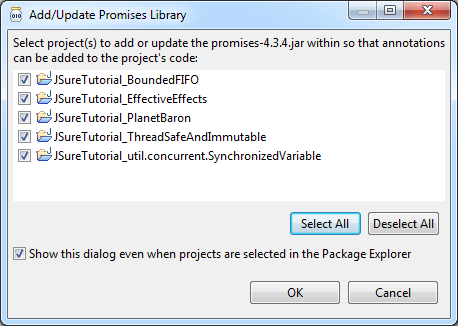 Add/Update Promises Library
Select project(s) to add or update the promises-4.3.4.jar within so that annotations
can be added to the project's code:
JSureTutorial_BoundedFIFO
JSureTutorial_EffectiveEffects
JSureTutorial_PlanetBaron
JSureTutorial_ThreadSafeAndImmutable
JSureTutorial_util.concurrent.SynchronizedVariable
Select All
Deselect All
Show this dialog even when projects are selected in the Package Explorer
OK
Cancel